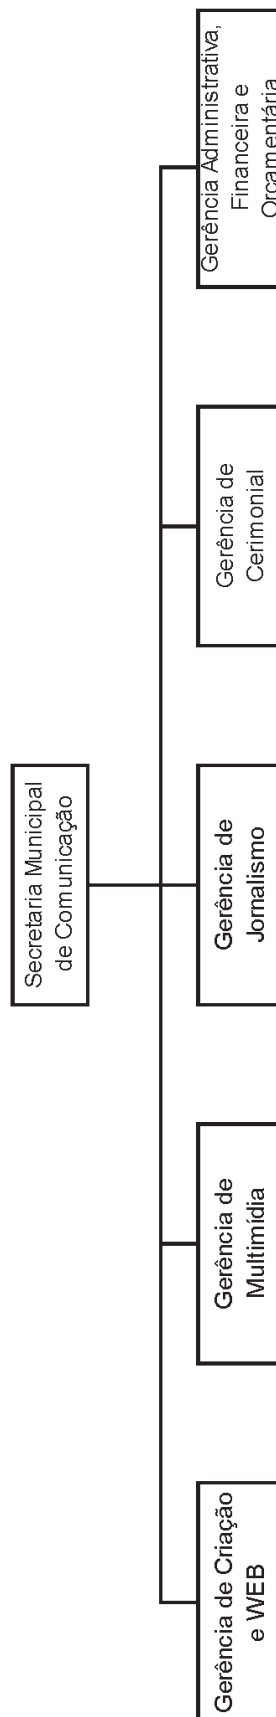 Secretaria Municipal
de Comunicação
Gerência de Criação
e WEB
Gerência de
Multimídia
Gerência de
Jornalismo
Gerência de
Cerimonial
Gerência Administrativa,
Financeira e
Orçamentária